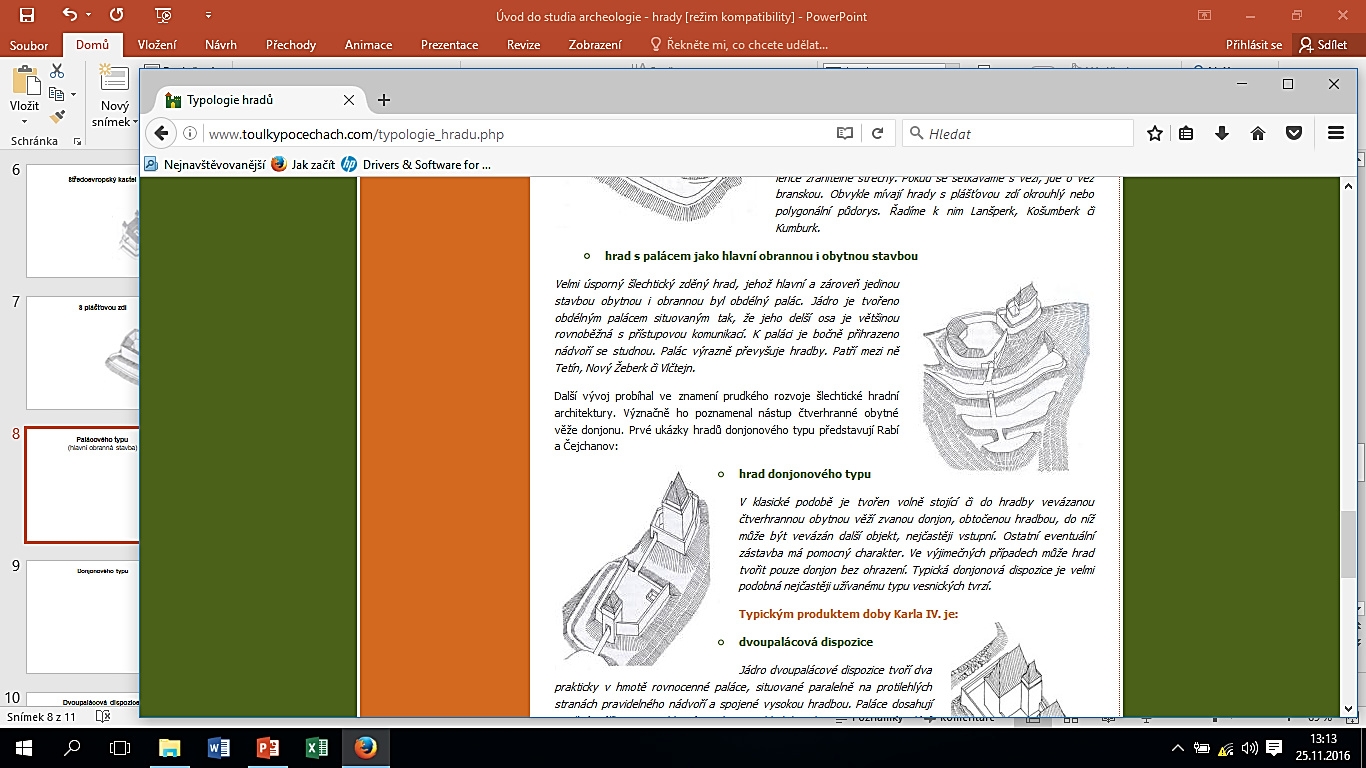 Úvod do studia archeologie - hrady [režim kompatibility] - PowerPoint
Soubor Domů Vložení Návrh Přechody Animace Prezentace Revize Zobrazení Řekněte mi, co chcete udělat... Přihlásit se Sdílet
Vložit
Nový
snímek
Schránka
Typologie hradů
www.toulkypocechach.com/typologie_hradu.php
Hledat
Nejnavštěvovanější Jak začít Drivers & Software for ...
6
Středoevropský kastel
7
S plášťovou zdí
8
Palácového typu
(hlavní obranná stavba)
9
Donjonového typu
10
Dvoupalácová dispozice
lehce zranitelné střechy. Pokud se setkáváme s věží, jde o věž
branskou. Obvykle mívají hrady s plášťovou zdí okrouhlý nebo
polygonální půdorys. Řadíme k nim Lanšperk, Košumberk či
Kumburk.
hrad s palácem jako hlavní obrannou i obytnou stavbou
Velmi úsporný šlechtický zděný hrad, jehož hlavní a zároveň jedinou
stavbou obytnou i obrannou byl obdélný palác. Jádro je tvořeno
obdélným palácem situovaným tak, že jeho delší osa je většinou
rovnoběžná s přístupovou komunikací. K paláci je bočně přihrazeno
nádvoří se studnou. Palác výrazně převyšuje hradby. Patří mezi ně
Tetín, Nový Žeberk či Vlčtejn.
Další vývoj probíhal ve znamení prudkého rozvoje šlechtické hradní
architektury. Význačně ho poznamenal nástup čtverhranné obytné
věže donjonu. Prvé ukázky hradů donjonového typu představují Rabí
a Čejchanov:
hrad donjonového typu
V klasické podobě je tvořen volně stojící či do hradby vevázanou
čtverhrannou obytnou věží zvanou donjon, obtočenou hradbou, do níž
může být vevázán další objekt, nejčastěji vstupní. Ostatní eventuální
zástavba má pomocný charakter. Ve výjimečných případech může hrad
tvořit pouze donjon bez ohrazení. Typická donjonová dispozice je velmi
podobná nejčastěji užívanému typu vesnických tvrzí.
Typickým produktem doby Karla IV. je:
dvoupalácová dispozice
Jádro dvoupalácové dispozice tvoří dva
prakticky v hmotě rovnocenné paláce, situované paralelně na protilehlých
stranách pravidelného nádvoří a spojené vysokou hradbou. Paláce dosahují
Snímek 8 z 11
13:13
25.11.2016